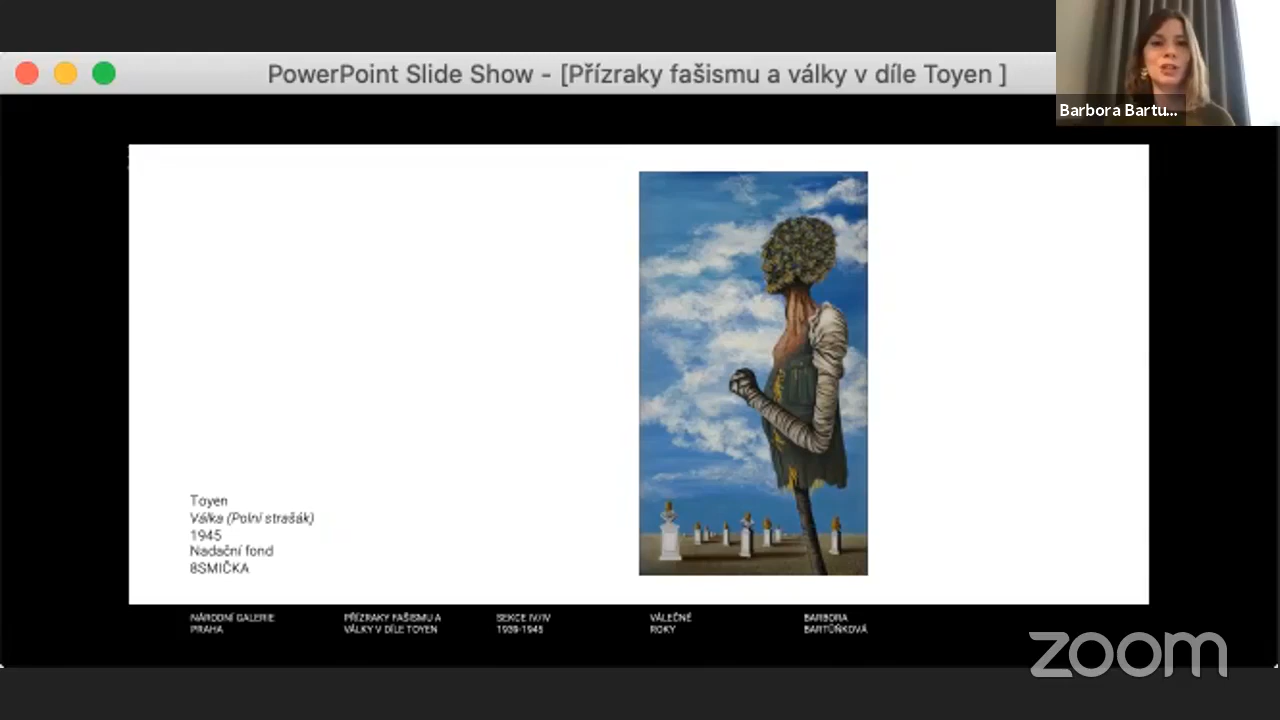 PowerPoint Slide Show - [Přízraky fašismu a války v díle Toyen ]
Barbora Bartu...
Toyen
Válka (Polní strašák)
1945
Nadační fond
8SMIČKA
NÁRODNÍ GALERIE
PRAHA
PŘÍZRAKY FAŠISMU A
VÁLKY V DÍLE TOYEN
SEKCE IV/IV
1939-1945
VÁLEČNÉ
ROKY
BARBORA
BARTŮŇKOVÁ
zoom